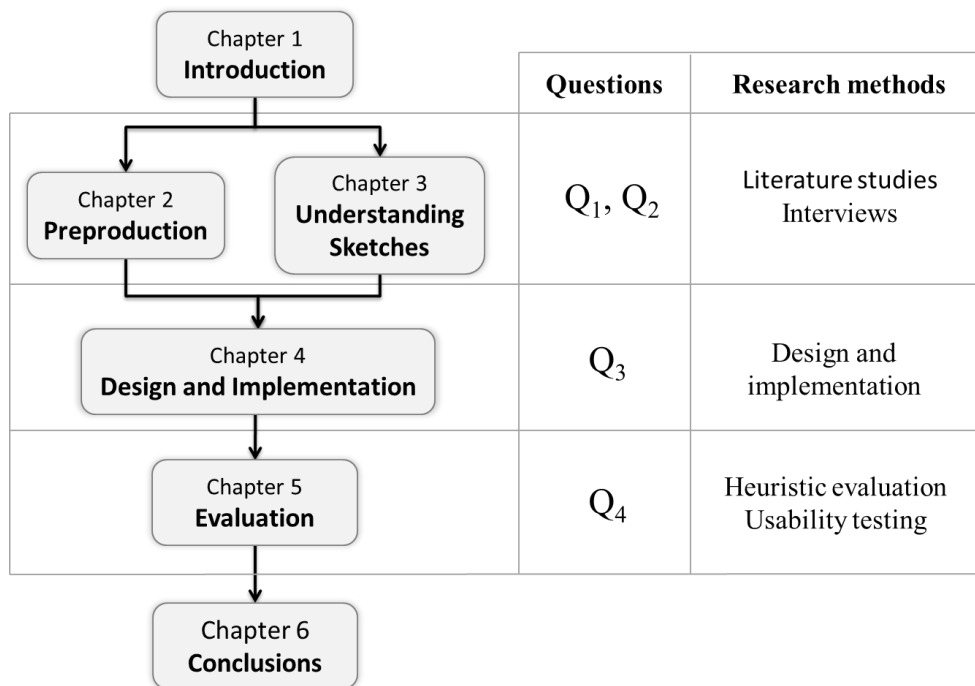 Chapter 1
Introduction
Questions
Research methods
Chapter 2
Preproduction
Chapter 3
Understanding
Sketches
Q₁, Q₂
Literature studies
Interviews
Chapter 4
Design and Implementation
Q₃
Design and
implementation
Chapter 5
Evaluation
Q₄
Heuristic evaluation
Usability testing
Chapter 6
Conclusions